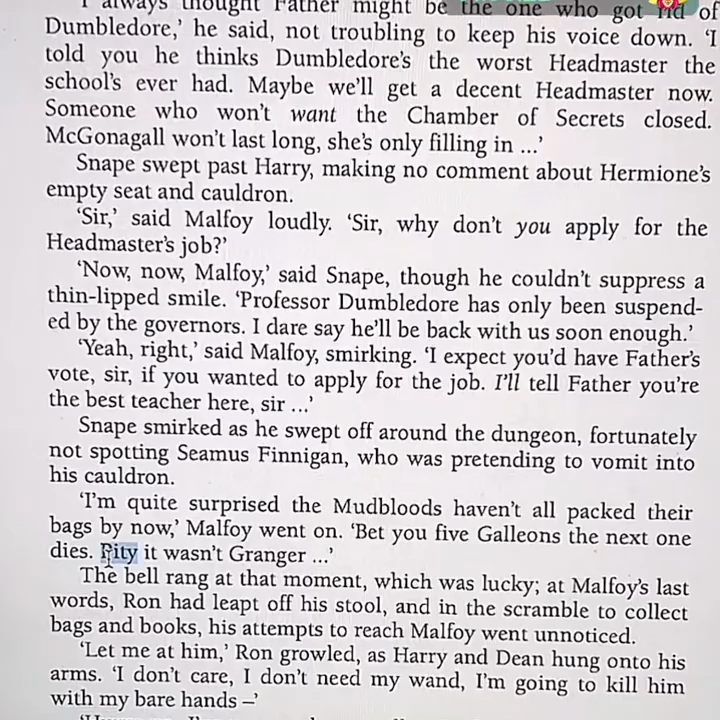 'I always thought Father might be the one who got rid of
Dumbledore,' he said, not troubling to keep his voice down. 'I
told you he thinks Dumbledore's the worst Headmaster the
school's ever had. Maybe we'll get a decent Headmaster now.
Someone who won't want the Chamber of Secrets closed.
McGonagall won't last long, she's only filling in ...'
Snape swept past Harry, making no comment about Hermione's
empty seat and cauldron.
'Sir,' said Malfoy loudly. 'Sir, why don't you apply for the
Headmaster's job?'
'Now, now, Malfoy,' said Snape, though he couldn't suppress a
thin-lipped smile. 'Professor Dumbledore has only been suspend-
ed by the governors. I dare say he'll be back with us soon enough.'
'Yeah, right,' said Malfoy, smirking. 'I expect you'd have Father's
vote, sir, if you wanted to apply for the job. I'll tell Father you're
the best teacher here, sir ...'
Snape smirked as he swept off around the dungeon, fortunately
not spotting Seamus Finnigan, who was pretending to vomit into
his cauldron.
'I'm quite surprised the Mudbloods haven't all packed their
bags by now,' Malfoy went on. 'Bet you five Galleons the next one
dies. Pity it wasn't Granger ...'
The bell rang at that moment, which was lucky; at Malfoy's last
words, Ron had leapt off his stool, and in the scramble to collect
bags and books, his attempts to reach Malfoy went unnoticed.
'Let me at him,' Ron growled, as Harry and Dean hung onto his
arms. 'I don't care, I don't need my wand, I'm going to kill him
with my bare hands –'